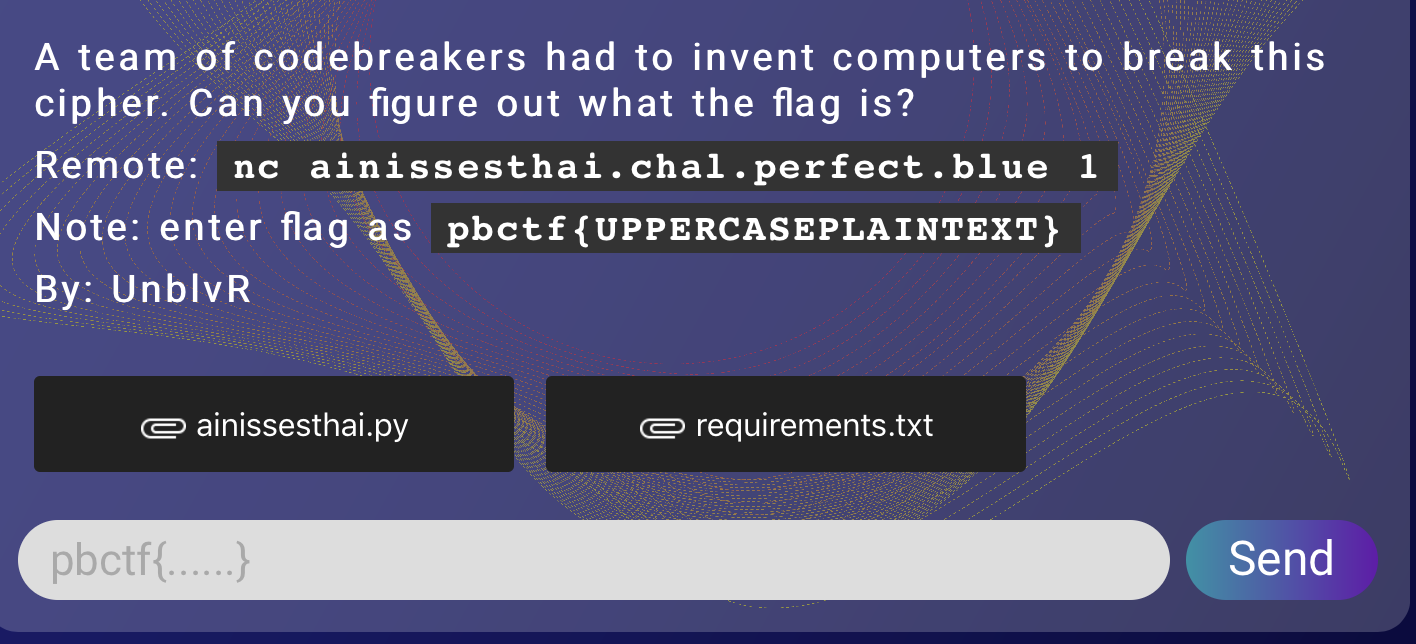 A team of codebreakers had to invent computers to break this
cipher. Can you figure out what the flag is?
Remote: nc ainissesthai.chal.perfect.blue 1
Note: enter flag as pbctf{UPPERCASEPLAINTEXT}
By: UnblvR
ainissesthai.py requirements.txt
pbctf{......} Send